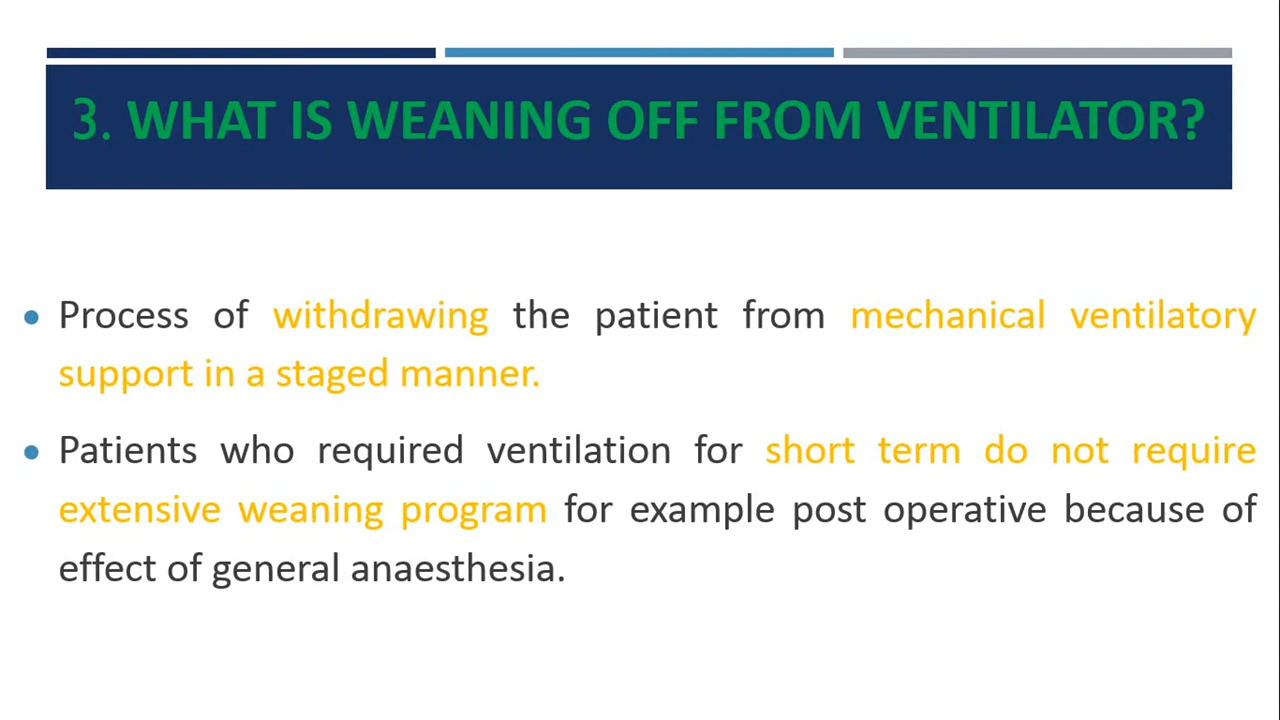 3. WHAT IS WEANING OFF FROM VENTILATOR?
• Process of withdrawing the patient from mechanical ventilatory
support in a staged manner.
• Patients who required ventilation for short term do not require
extensive weaning program for example post operative because of
effect of general anaesthesia.